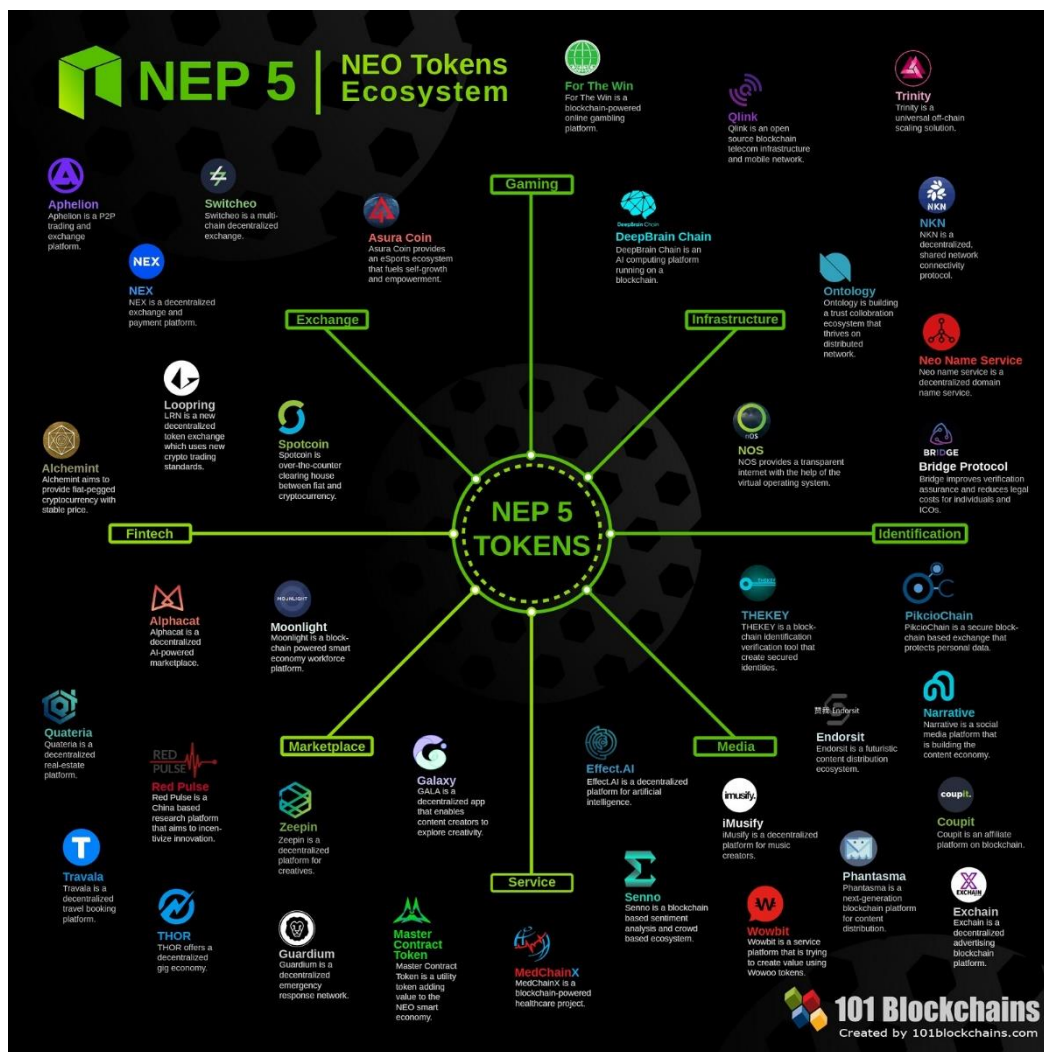 NEP 5
NEO Tokens
Ecosystem
For The Win
For The Win is a
blockchain-powered
online gambling
platform.
Qlink
Qlink is an open
source blockchain
telecom infrastructure
and mobile network.
Trinity
Trinity is a
universal off-chain
scaling solution.
Aphelion
Aphelion is a P2P
trading and
exchange
platform.
Switcheo
Switcheo is a multi-
chain decentralized
exchange.
Asura Coin
Asura Coin provides
an eSports ecosystem
that fuels self-growth
and empowerment.
Gaming
DeepBrain Chain
DeepBrain Chain
DeepBrain Chain is an
AI computing platform
running on a
blockchain.
NKN
NKN
NKN is a
decentralized,
shared network
connectivity
protocol.
NEX
NEX
NEX is a decentralized
exchange and
payment platform.
Exchange
Infrastructure
Ontology
Ontology is building
a trust collobration
ecosystem that
thrives on
distributed
network.
Neo Name Service
Neo name service is a
decentralized domain
name service.
Loopring
LRN is a new
decentralized
token exchange
which uses new
crypto trading
standards.
Spotcoin
Spotcoin is
over-the-counter
clearing house
between fiat and
cryptocurrency.
nOS
NOS
NOS provides a transparent
internet with the help of the
virtual operating system.
BRIDGE
Bridge Protocol
Bridge improves verification
assurance and reduces legal
costs for individuals and
ICOs.
Alchemint
Alchemint aims to
provide fiat-pegged
cryptocurrency with
stable price.
Fintech
NEP 5
TOKENS
Identification
Alphacat
Alphacat is a
decentralized
AI-powered
marketplace.
MOONLIGHT
Moonlight
Moonlight is a block-
chain powered smart
economy workforce
platform.
THEKEY
THEKEY
THEKEY is a block-
chain identification
verification tool that
create secured
identities.
PikcioChain
PikcioChain is a secure block-
chain based exchange that
protects personal data.
Quateria
Quateria is a
decentralized
real-estate
platform.
RED
PULSE
Red Pulse
Red Pulse is a
China based
research platform
that aims to incen-
tivize innovation.
Marketplace
Galaxy
GALA is a
decentralized app
that enables
content creators to
explore creativity.
Effect.AI
Effect.AI is a decentralized
platform for artificial
intelligence.
Media
Endorsit
Endorsit
Endorsit is a futuristic
content distribution
ecosystem.
Narrative
Narrative is a social
media platform that
is building the
content economy.
Zeepin
Zeepin is a
decentralized
platform for
creatives.
imusify.
iMusify
iMusify is a decentralized
platform for music
creators.
coupit.
Coupit
Coupit is an affiliate
platform on blockchain.
Travala
Travala is a
decentralized
travel booking
platform.
THOR
THOR offers a
decentralized
gig economy.
Service
Guardium
Guardium is a
decentralized
emergency
response network.
Master
Contract
Token
Master Contract
Token is a utility
token adding
value to the
NEO smart
economy.
MedChainX
MedChainX is a
blockchain-powered
healthcare project.
Senno
Senno is a blockchain
based sentiment
analysis and crowd
based ecosystem.
Wowbit
Wowbit is a service
platform that is trying
to create value using
Wowoo tokens.
Phantasma
Phantasma is a
next-generation
blockchain platform
for content
distribution.
EXCHAIN
Exchain
Exchain is a
decentralized
advertising
blockchain
platform.
101 Blockchains
Created by 101blockchains.com